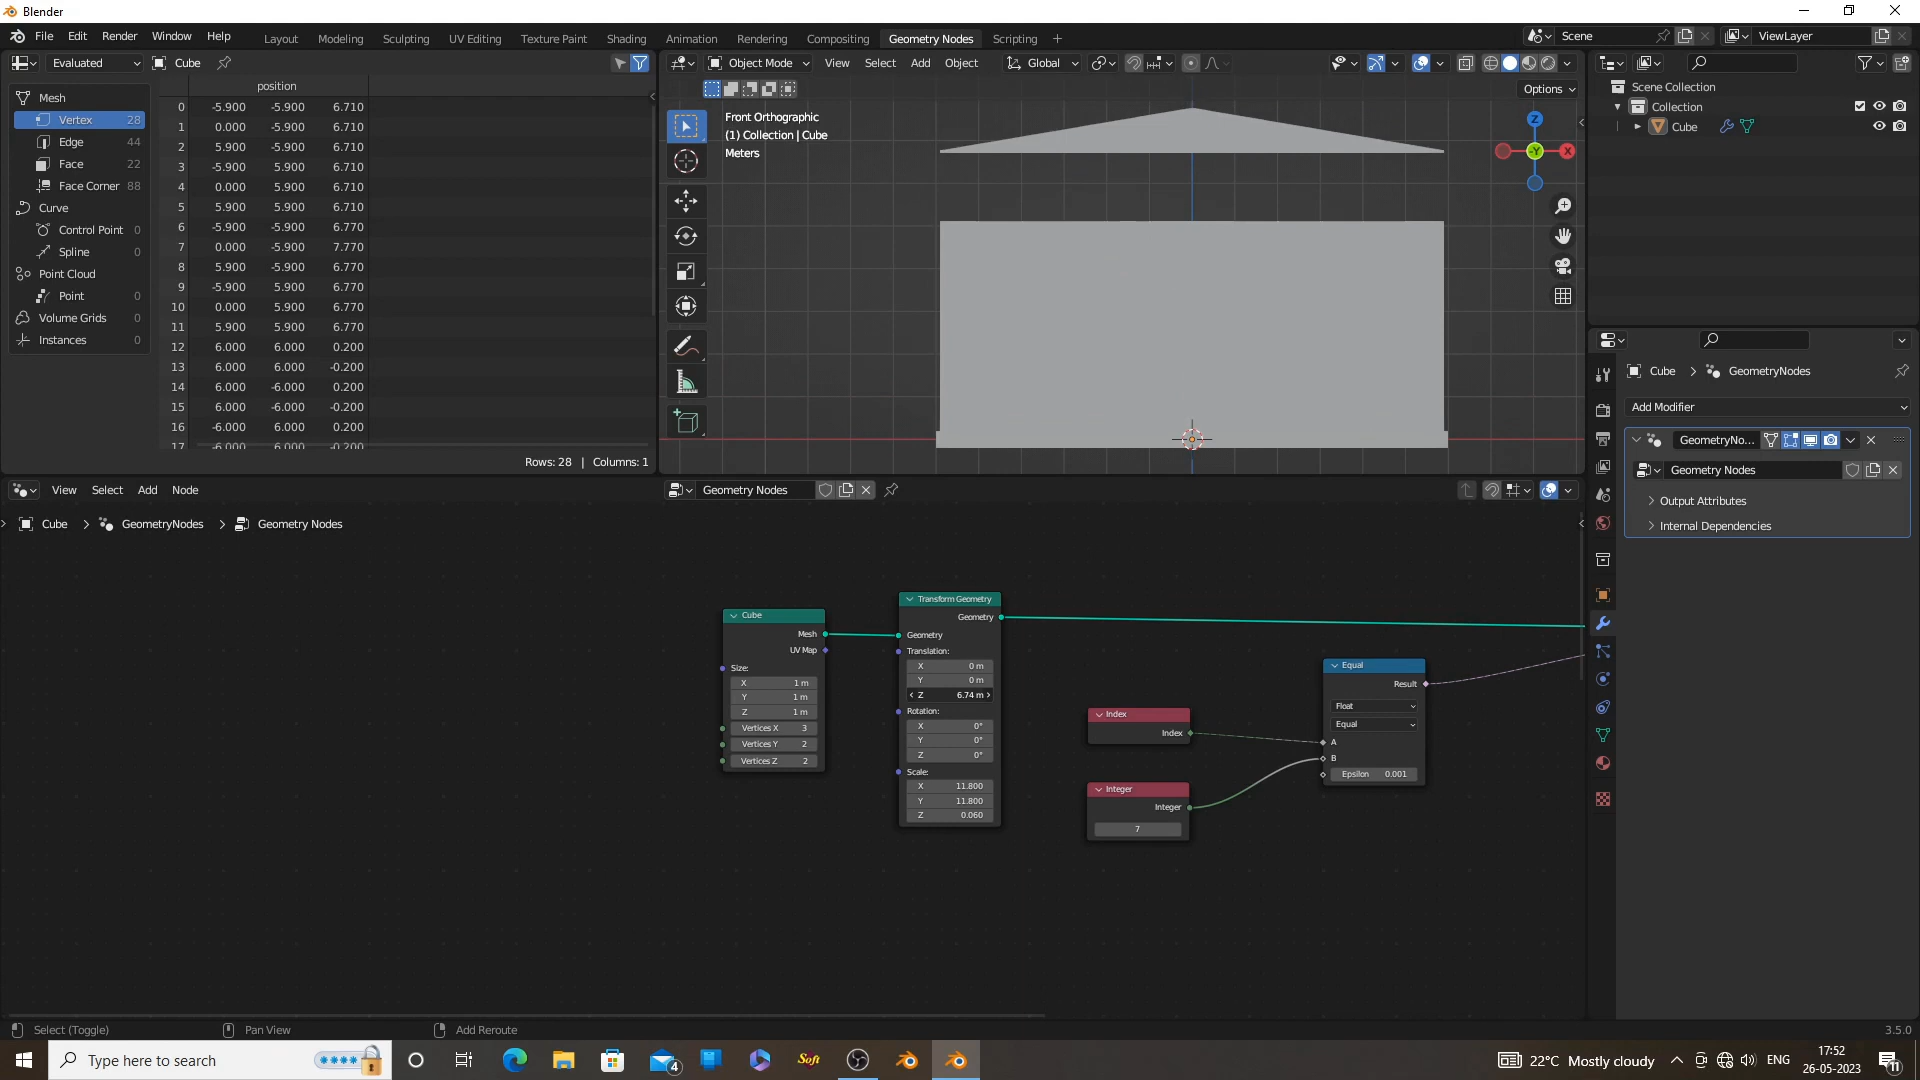 Blender
File Edit Render Window Help
Layout Modeling Sculpting UV Editing Texture Paint Shading Animation Rendering Compositing Geometry Nodes Scripting +
Scene
ViewLayer
Evaluated
Cube
position
Mesh
Vertex 28
Edge 44
Face 22
Face Corner 88
Curve
Control Point 0
Spline 0
Point Cloud
Point 0
Volume Grids 0
Instances 0
0 -5.900 -5.900 6.710
1 0.000 -5.900 6.710
2 5.900 -5.900 6.710
3 -5.900 5.900 6.710
4 0.000 5.900 6.710
5 5.900 5.900 6.710
6 -5.900 -5.900 6.770
7 0.000 -5.900 7.770
8 5.900 -5.900 6.770
9 -5.900 5.900 6.770
10 0.000 5.900 6.770
11 5.900 5.900 6.770
12 6.000 6.000 0.200
13 6.000 6.000 -0.200
14 6.000 -6.000 0.200
15 6.000 -6.000 -0.200
16 -6.000 6.000 0.200
17 -6.000 6.000 -0.200
Rows: 28 | Columns: 1
Object Mode View Select Add Object
Global
Options
Front Orthographic
(1) Collection | Cube
Meters
Z
X
-Y
Scene Collection
Collection
Cube
Cube > GeometryNodes
Add Modifier
GeometryNo...
Geometry Nodes
Output Attributes
Internal Dependencies
View Select Add Node
Geometry Nodes
Cube > GeometryNodes > Geometry Nodes
Cube
Mesh
UV Map
Size:
X 1 m
Y 1 m
Z 1 m
Vertices X 3
Vertices Y 2
Vertices Z 2
Transform Geometry
Geometry
Geometry
Translation:
X 0 m
Y 0 m
Z 6.74 m
Rotation:
X 0°
Y 0°
Z 0°
Scale:
X 11.800
Y 11.800
Z 0.060
Index
Index
Integer
Integer
7
Equal
Result
Float
Equal
A
B
Epsilon 0.001
Select (Toggle)
Pan View
Add Reroute
3.5.0
Type here to search
4
Soft
22°C Mostly cloudy
ENG
17:52
26-05-2023
11